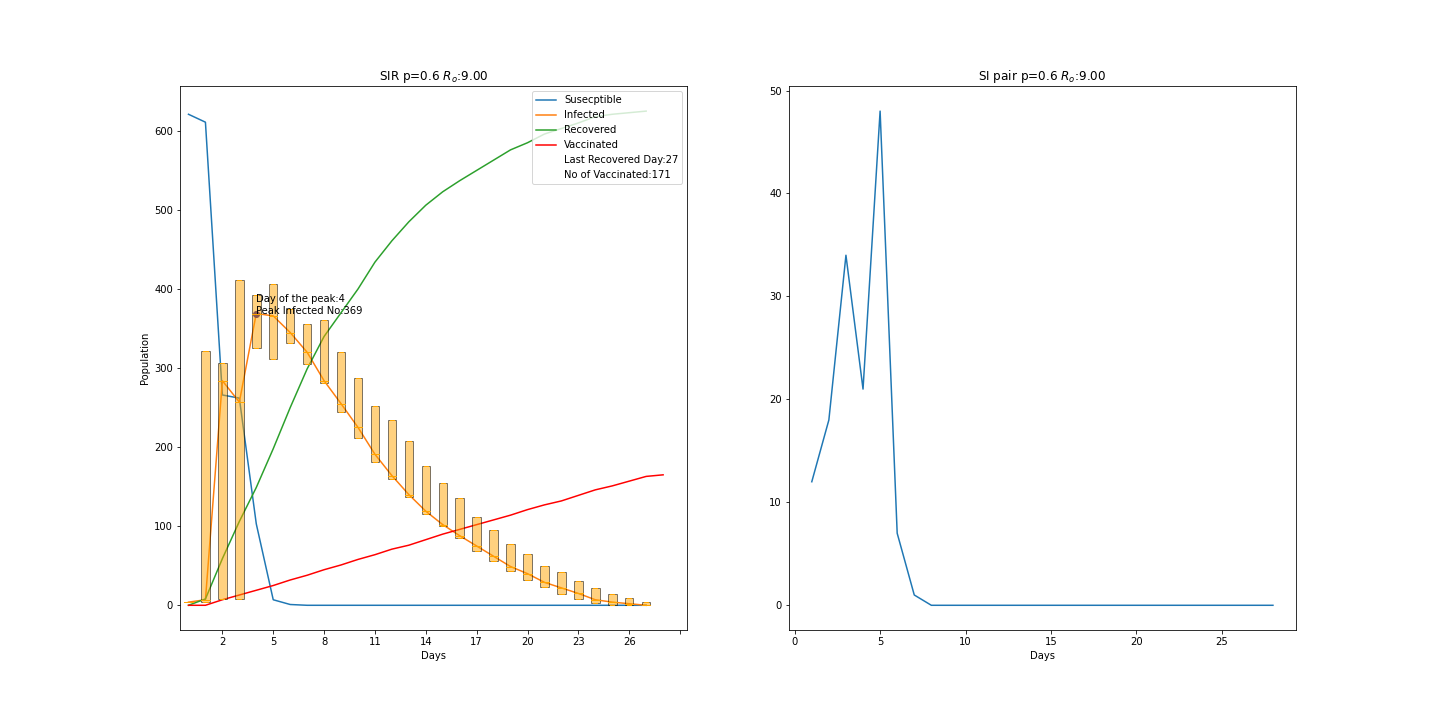 SIR p=0.6 Rₒ:9.00
Susecptible
Infected
Recovered
Vaccinated
Last Recovered Day:27
No of Vaccinated:171
Day of the peak:4
Peak Infected No:369
Population
600
500
400
300
200
100
0
2 5 8 11 14 17 20 23 26
Days
SI pair p=0.6 Rₒ:9.00
50
40
30
20
10
0
0 5 10 15 20 25
Days